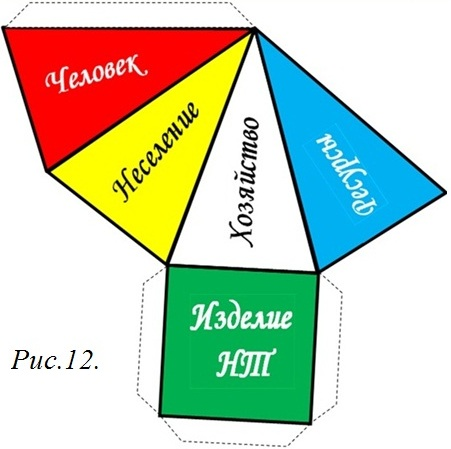 Человек
Неселение
Хозяйство
Ресурсы
Изделие
НТ
Рис.12.